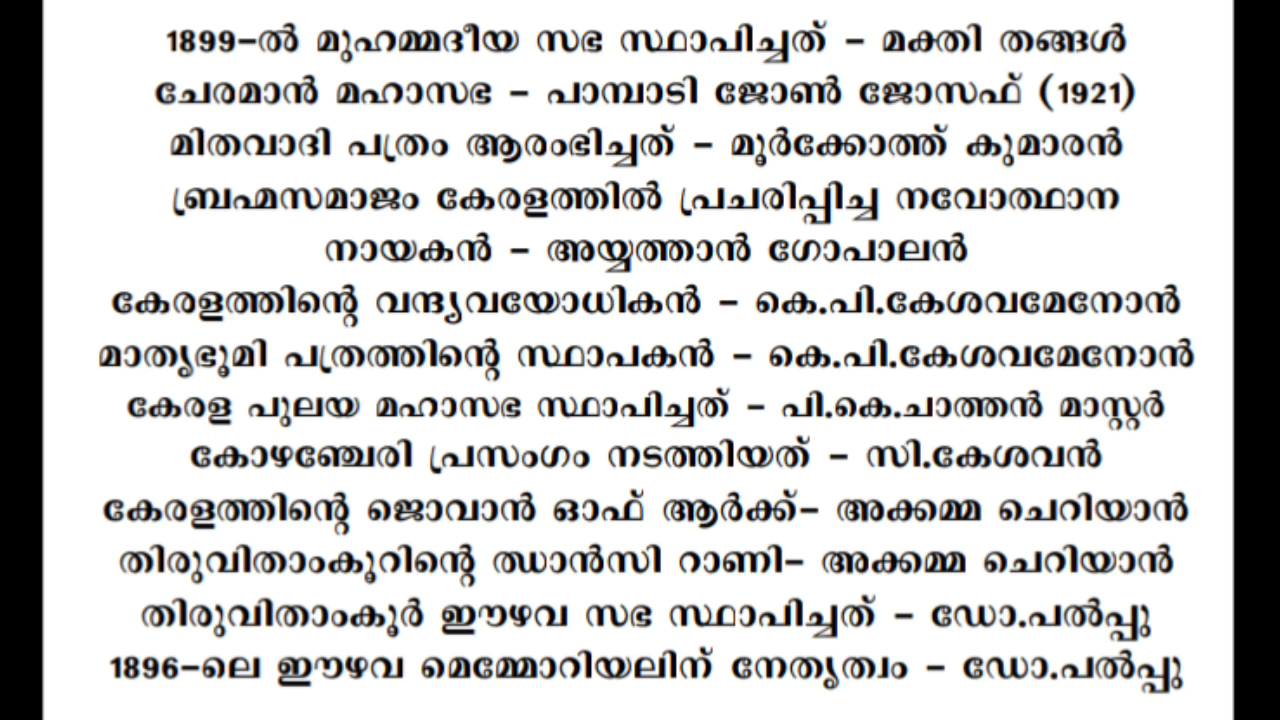 1899-ൽ മുഹമ്മദീയ സഭ സ്ഥാപിച്ചത് - മക്തി തങ്ങൾ
ചേരമാൻ മഹാസഭ - പാമ്പാടി ജോൺ ജോസഫ് (1921)
മിതവാദി പത്രം ആരംഭിച്ചത് - മൂർക്കോത്ത് കുമാരൻ
ബ്രഹ്മസമാജം കേരളത്തിൽ പ്രചരിപ്പിച്ച നവോത്ഥാന
നായകൻ - അയ്യത്താൻ ഗോപാലൻ
കേരളത്തിന്റെ വന്ദ്യവയോധികൻ - കെ.പി.കേശവമേനോൻ
മാതൃഭൂമി പത്രത്തിന്റെ സ്ഥാപകൻ - കെ.പി.കേശവമേനോൻ
കേരള പുലയ മഹാസഭ സ്ഥാപിച്ചത് - പി.കെ.ചാത്തൻ മാസ്റ്റർ
കോഴഞ്ചേരി പ്രസംഗം നടത്തിയത് - സി.കേശവൻ
കേരളത്തിന്റെ ജൊവാൻ ഓഫ് ആർക്ക്- അക്കമ്മ ചെറിയാൻ
തിരുവിതാംകൂറിന്റെ ഝാൻസി റാണി- അക്കമ്മ ചെറിയാൻ
തിരുവിതാംകൂർ ഈഴവ സഭ സ്ഥാപിച്ചത് - ഡോ.പൽപ്പു
1896-ലെ ഈഴവ മെമ്മോറിയലിന് നേതൃത്വം - ഡോ.പൽപ്പു